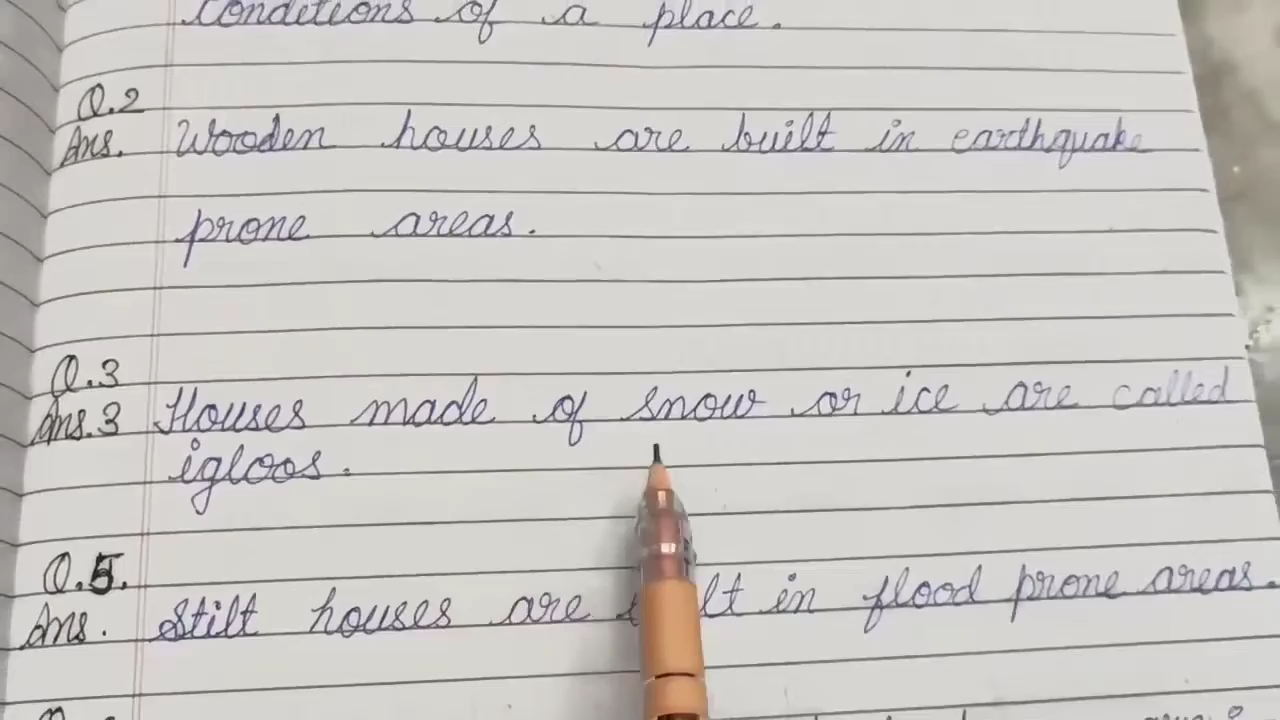 conditions of a place.
Q.2
Ans. Wooden houses are built in earthquake
prone areas.
Q.3
Ans.3 Houses made of snow or ice are called
igloos.
Q.5.
Ans. Stilt houses are in flood prone areas.